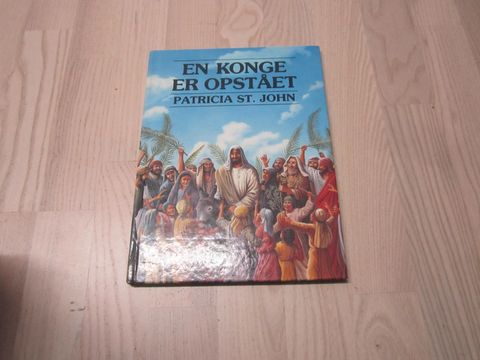 EN KONGE
ER OPSTÅET
PATRICIA ST. JOHN